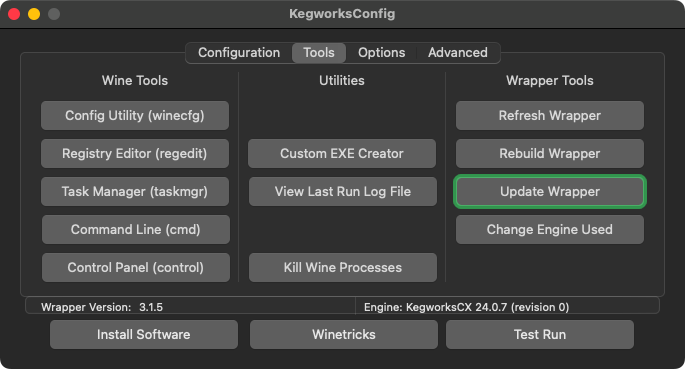 KegworksConfig
Configuration Tools Options Advanced
Wine Tools Utilities Wrapper Tools
Config Utility (winecfg) Refresh Wrapper
Registry Editor (regedit) Custom EXE Creator Rebuild Wrapper
Task Manager (taskmgr) View Last Run Log File Update Wrapper
Command Line (cmd) Change Engine Used
Control Panel (control) Kill Wine Processes
Wrapper Version: 3.1.5 Engine: KegworksCX 24.0.7 (revision 0)
Install Software Winetricks Test Run